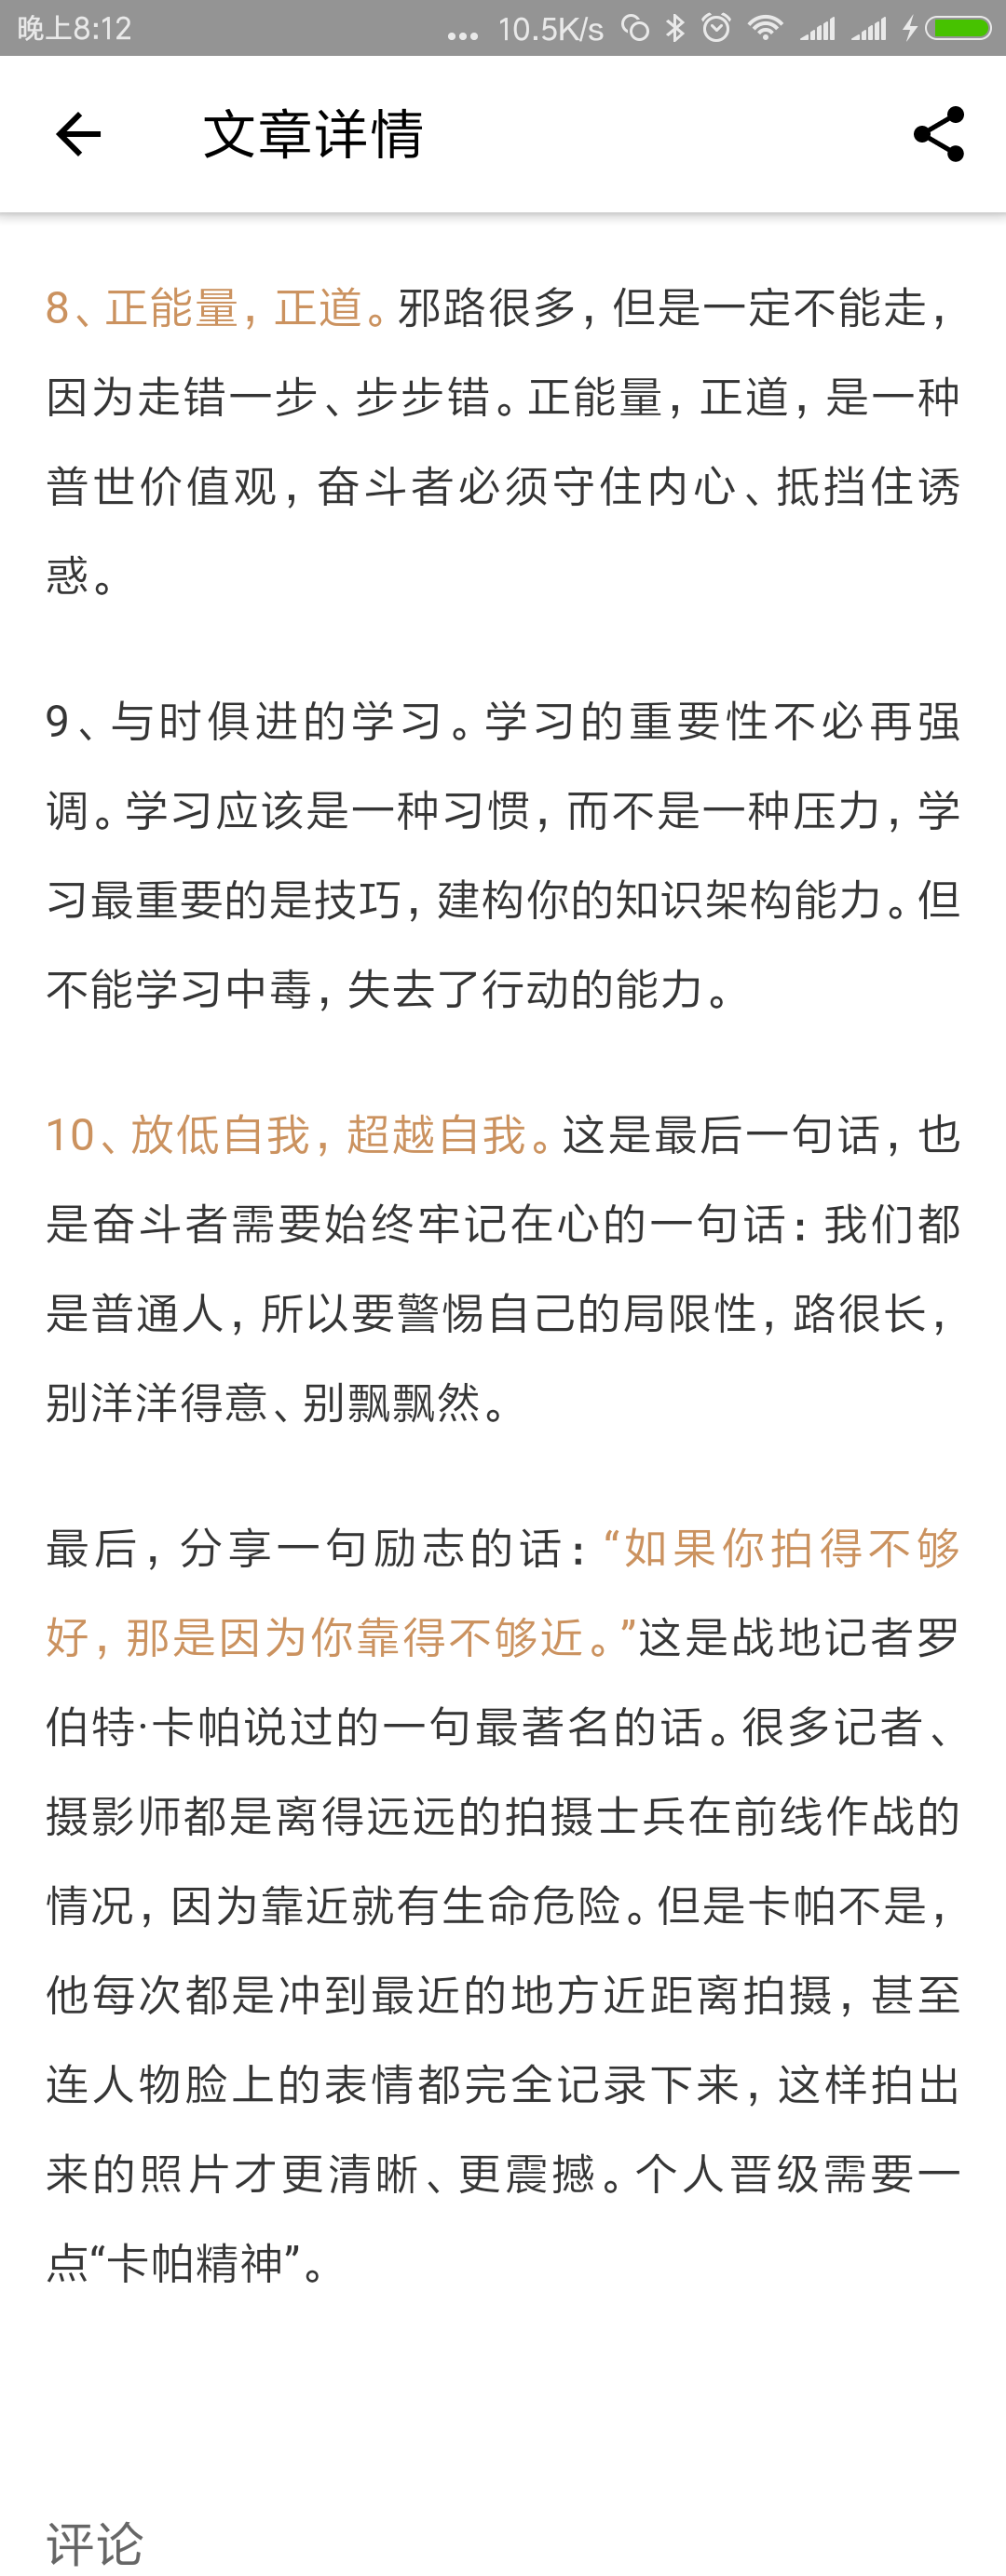 晚上8:12
... 10.5K/s
文章详情
8、正能量，正道。邪路很多，但是一定不能走，
因为走错一步、步步错。正能量，正道，是一种
普世价值观，奋斗者必须守住内心、抵挡住诱
惑。
9、与时俱进的学习。学习的重要性不必再强
调。学习应该是一种习惯，而不是一种压力，学
习最重要的是技巧，建构你的知识架构能力。但
不能学习中毒，失去了行动的能力。
10、放低自我，超越自我。这是最后一句话，也
是奋斗者需要始终牢记在心的一句话：我们都
是普通人，所以要警惕自己的局限性，路很长，
别洋洋得意、别飘飘然。
最后，分享一句励志的话：“如果你拍得不够
好，那是因为你靠得不够近。”这是战地记者罗
伯特·卡帕说过的一句最著名的话。很多记者、
摄影师都是离得远远的拍摄士兵在前线作战的
情况，因为靠近就有生命危险。但是卡帕不是，
他每次都是冲到最近的地方近距离拍摄，甚至
连人物脸上的表情都完全记录下来，这样拍出
来的照片才更清晰、更震撼。个人晋级需要一
点“卡帕精神”。
评论